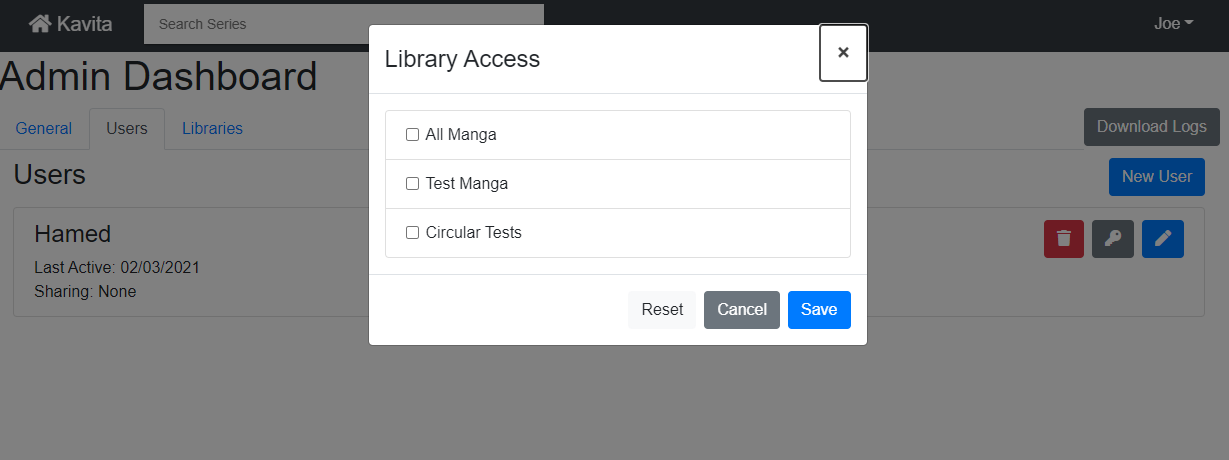 Kavita
Search Series
Joe
Library Access
×
Admin Dashboard
General
Users
Libraries
Download Logs
All Manga
Users
New User
Test Manga
Hamed
Circular Tests
Last Active: 02/03/2021
Sharing: None
Reset
Cancel
Save